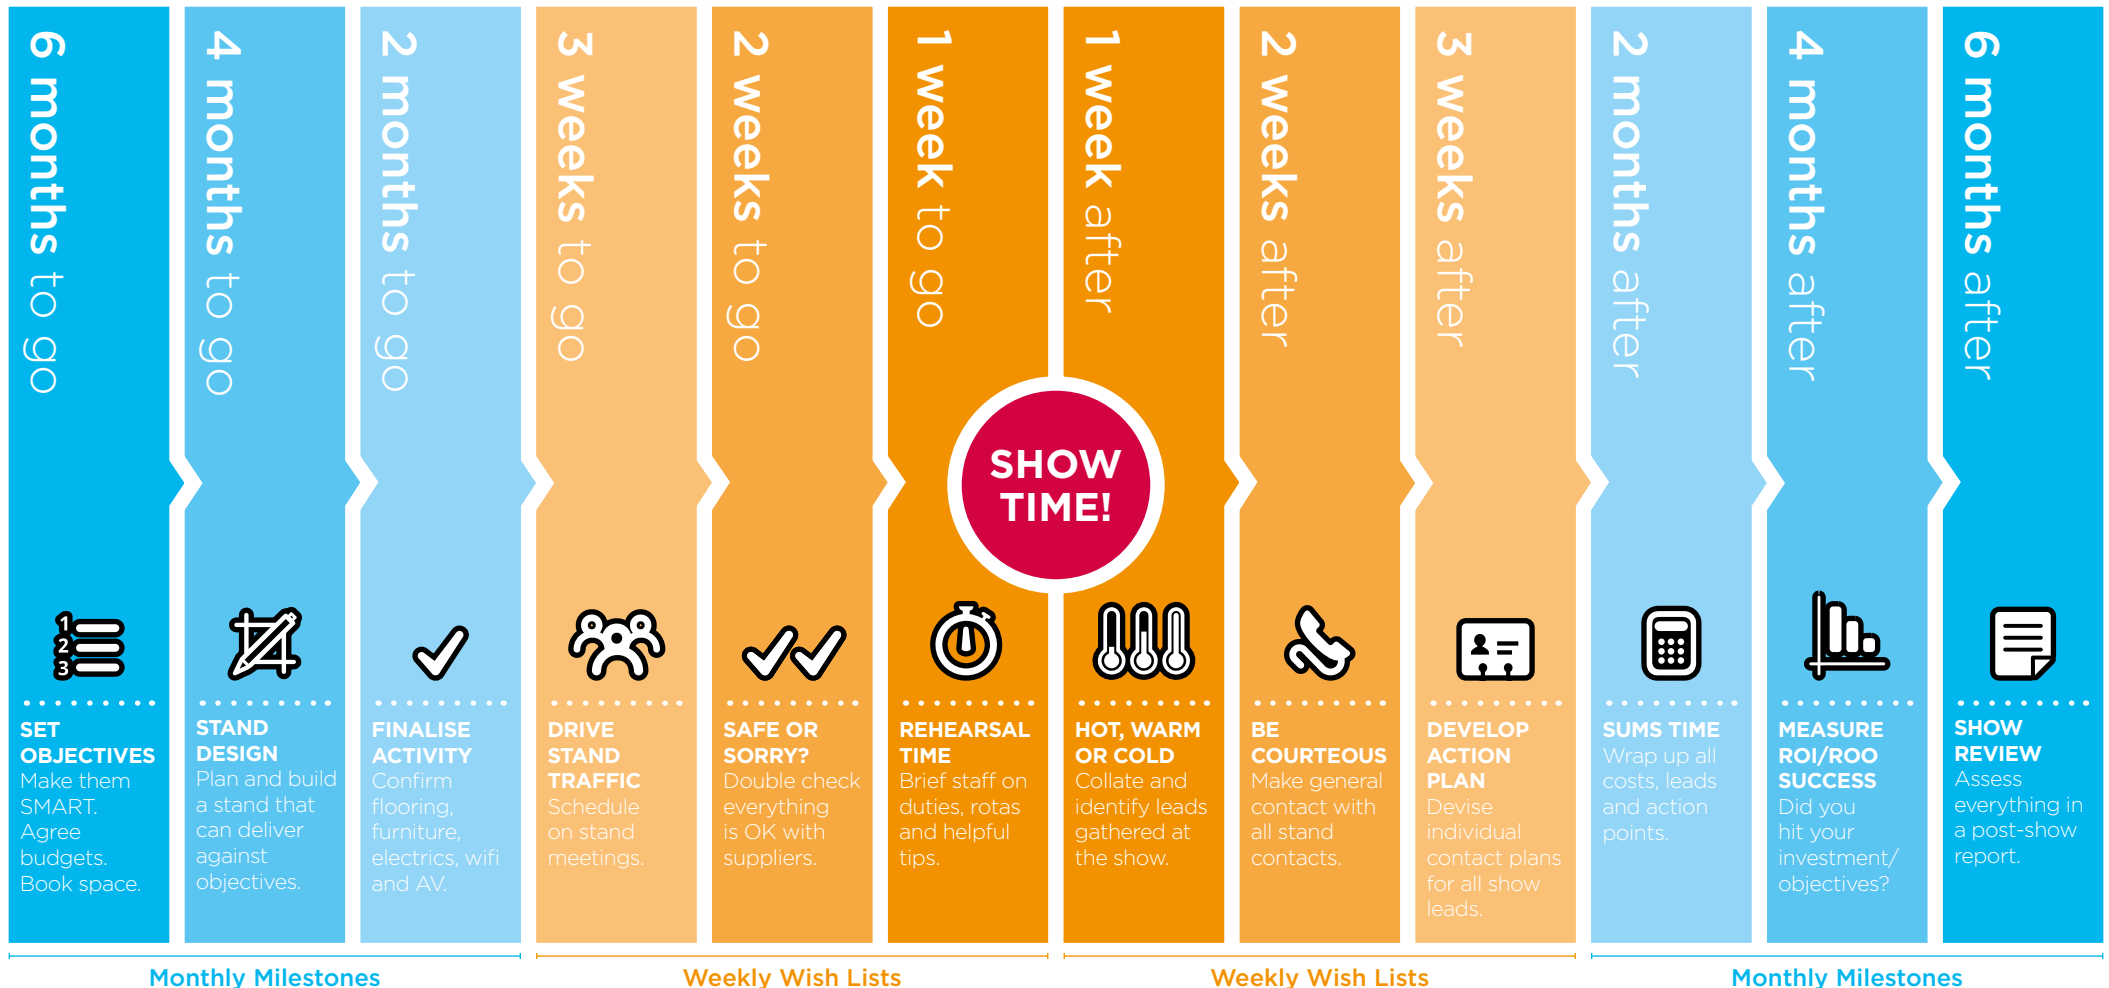 6 months to go
4 months to go
2 months to go
3 weeks to go
2 weeks to go
1 week to go
1 week after
2 weeks after
3 weeks after
2 months after
4 months after
6 months after
SHOW
TIME!
1
2
3
SET
OBJECTIVES
Make them
SMART.
Agree
budgets.
Book space.
STAND
DESIGN
Plan and build
a stand that
can deliver
against
objectives.
FINALISE
ACTIVITY
Confirm
flooring,
furniture,
electrics, wifi
and AV.
DRIVE
STAND
TRAFFIC
Schedule
on stand
meetings.
SAFE OR
SORRY?
Double check
everything
is OK with
suppliers.
REHEARSAL
TIME
Brief staff on
duties, rotas
and helpful
tips.
HOT, WARM
OR COLD
Collate and
identify leads
gathered at
the show.
BE
COURTEOUS
Make general
contact with
all stand
contacts.
DEVELOP
ACTION
PLAN
Devise
individual
contact plans
for all show
leads.
SUMS TIME
Wrap up all
costs, leads
and action
points.
MEASURE
ROI/ROO
SUCCESS
Did you
hit your
investment/
objectives?
SHOW
REVIEW
Assess
everything in
a post-show
report.
Monthly Milestones
Weekly Wish Lists
Weekly Wish Lists
Monthly Milestones